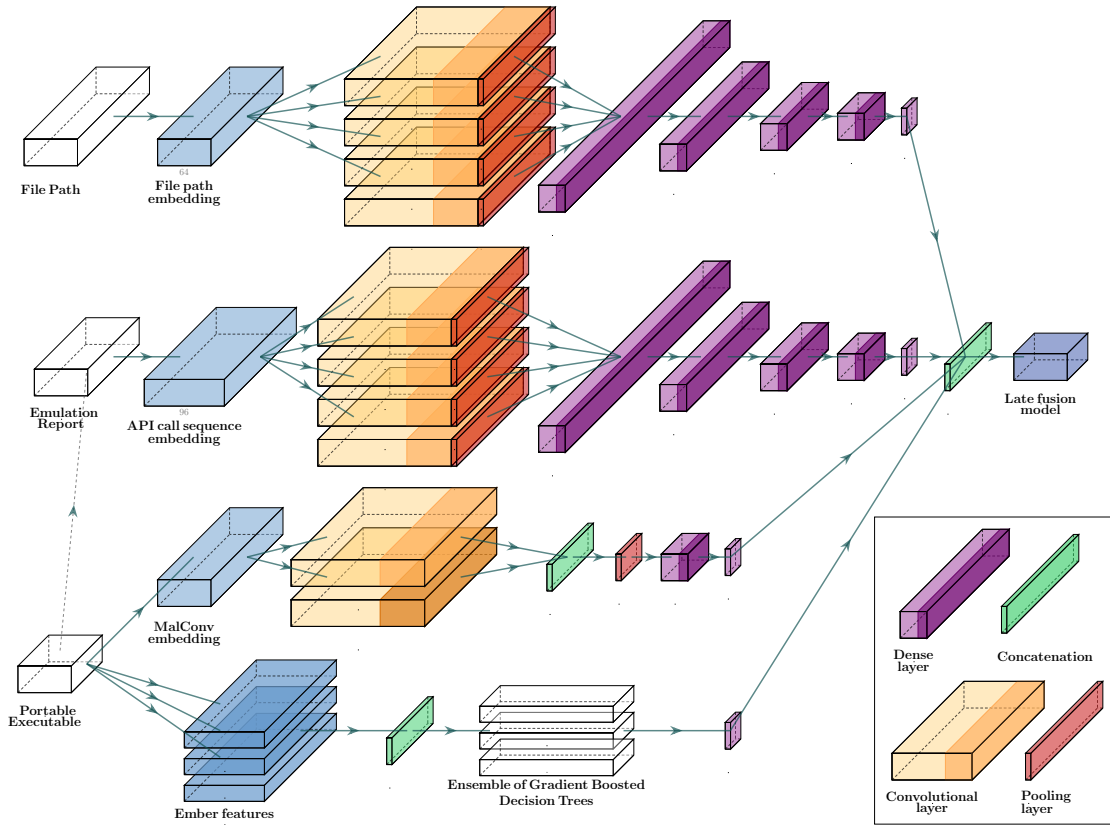 64
File Path
File path
embedding
96
Emulation
Report
API call sequence
embedding
Late fusion
model
MalConv
embedding
Dense
layer
Concatenation
Portable
Executable
Ember features
Ensemble of Gradient Boosted
Decision Trees
Convolutional
layer
Pooling
layer